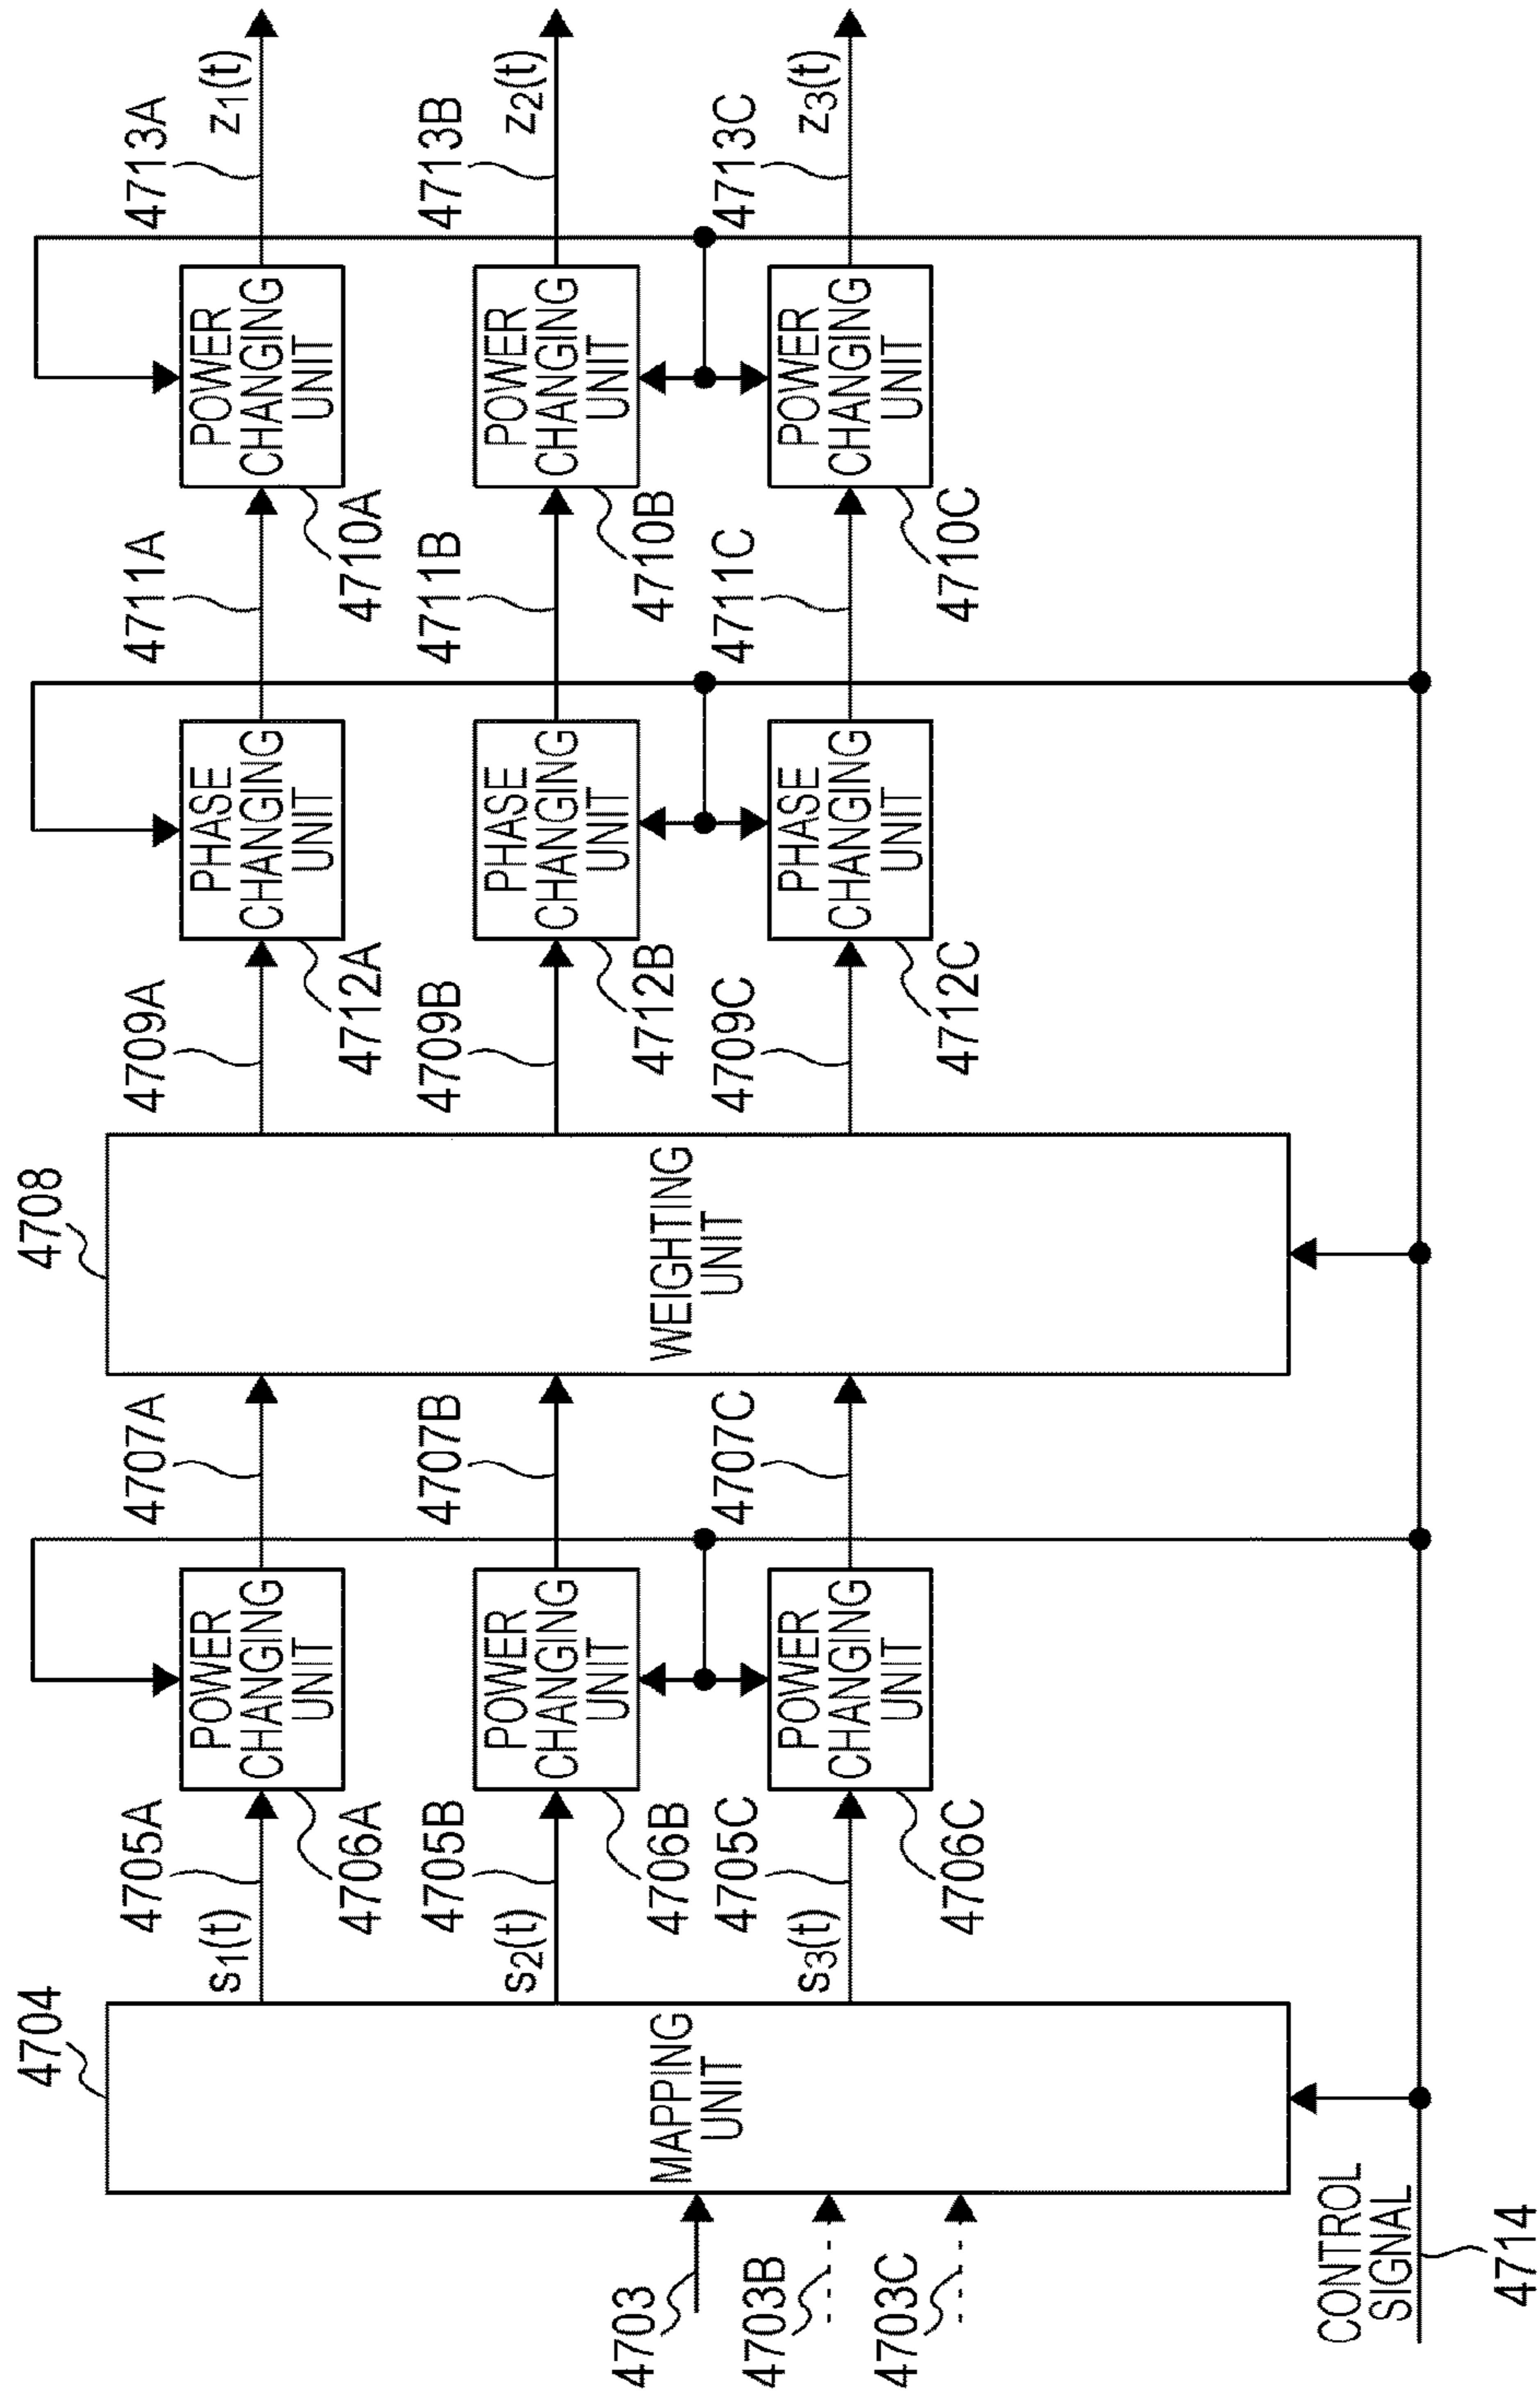 4704
4708
4705A
4707A
4709A
4711A
4713A
s1(t)
POWER
CHANGING
UNIT
PHASE
CHANGING
UNIT
POWER
CHANGING
UNIT
z1(t)
4706A
4712A
4710A
4705B
4707B
4709B
4711B
4713B
s2(t)
POWER
CHANGING
UNIT
PHASE
CHANGING
UNIT
POWER
CHANGING
UNIT
z2(t)
4706B
4712B
4710B
MAPPING
UNIT
WEIGHTING
UNIT
4703
4703B
4703C
4705C
4707C
4709C
4711C
4713C
s3(t)
POWER
CHANGING
UNIT
PHASE
CHANGING
UNIT
POWER
CHANGING
UNIT
z3(t)
4706C
4712C
4710C
CONTROL
SIGNAL
4714